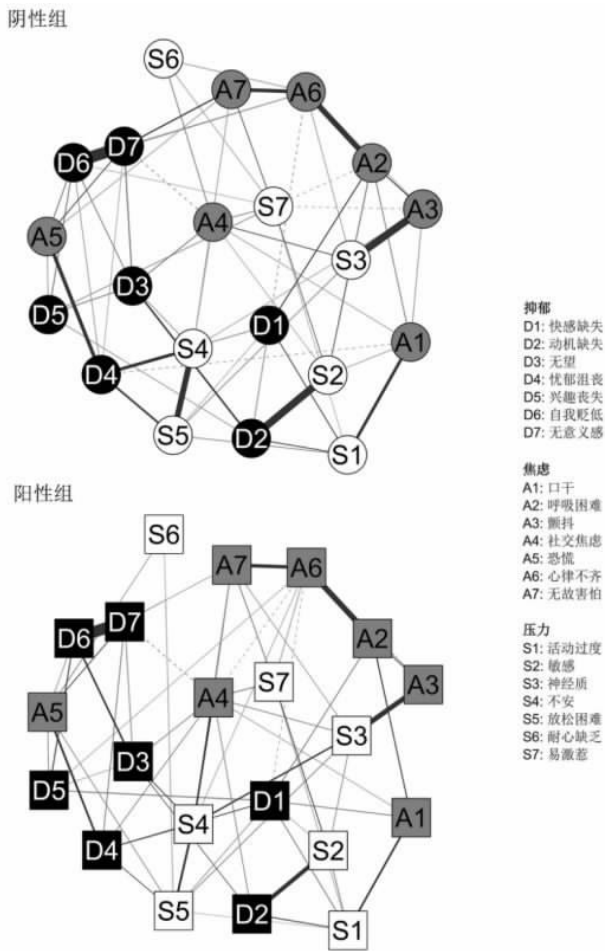 阴性组
S6
A7
A6
D7
D6
A2
S7
A3
A4
A5
S3
D3
D5
D1
A1
S4
D4
S2
S5
D2
S1
阳性组
S6
A7
A6
D7
D6
A2
S7
A3
A4
A5
S3
D3
D5
D1
A1
S4
D4
S2
S5
D2
S1
抑郁
D1: 快感缺失
D2: 动机缺失
D3: 无望
D4: 忧郁沮丧
D5: 兴趣丧失
D6: 自我贬低
D7: 无意义感
焦虑
A1: 口干
A2: 呼吸困难
A3: 颤抖
A4: 社交焦虑
A5: 恐慌
A6: 心律不齐
A7: 无故害怕
压力
S1: 活动过度
S2: 敏感
S3: 神经质
S4: 不安
S5: 放松困难
S6: 耐心缺乏
S7: 易激惹